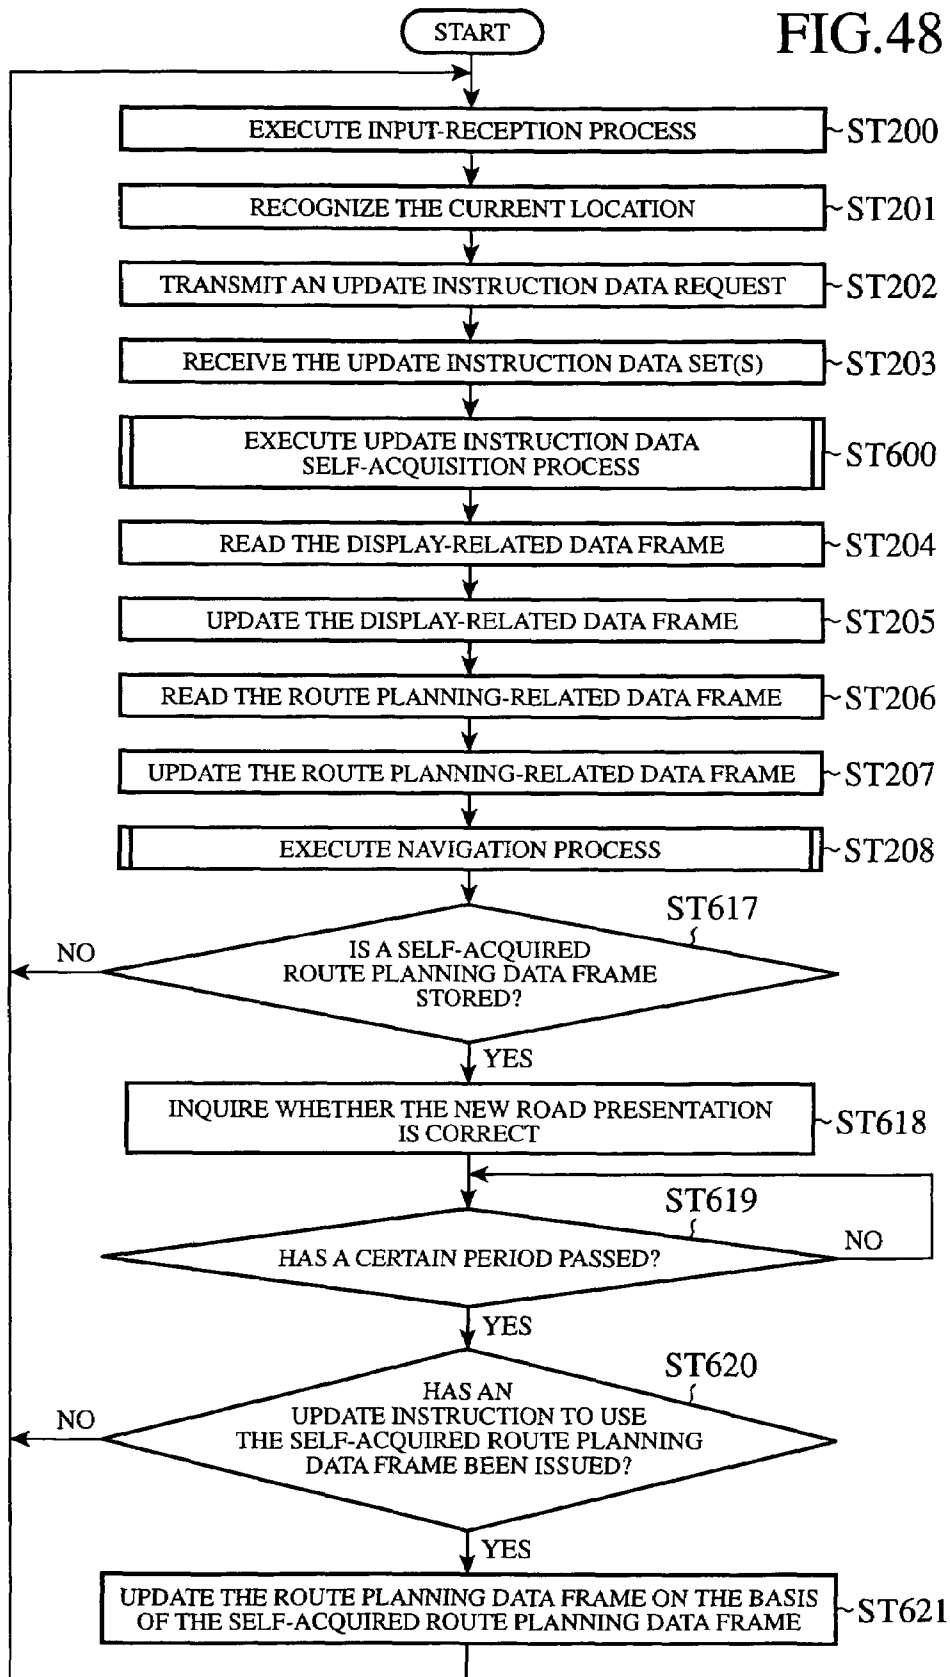 FIG.48
START
EXECUTE INPUT-RECEPTION PROCESS
ST200
RECOGNIZE THE CURRENT LOCATION
ST201
TRANSMIT AN UPDATE INSTRUCTION DATA REQUEST
ST202
RECEIVE THE UPDATE INSTRUCTION DATA SET(S)
ST203
EXECUTE UPDATE INSTRUCTION DATA
SELF-ACQUISITION PROCESS
ST600
READ THE DISPLAY-RELATED DATA FRAME
ST204
UPDATE THE DISPLAY-RELATED DATA FRAME
ST205
READ THE ROUTE PLANNING-RELATED DATA FRAME
ST206
UPDATE THE ROUTE PLANNING-RELATED DATA FRAME
ST207
EXECUTE NAVIGATION PROCESS
ST208
ST617
NO
IS A SELF-ACQUIRED
ROUTE PLANNING DATA FRAME
STORED?
YES
INQUIRE WHETHER THE NEW ROAD PRESENTATION
IS CORRECT
ST618
ST619
HAS A CERTAIN PERIOD PASSED?
NO
YES
ST620
NO
HAS AN
UPDATE INSTRUCTION TO USE
THE SELF-ACQUIRED ROUTE PLANNING
DATA FRAME BEEN ISSUED?
YES
UPDATE THE ROUTE PLANNING DATA FRAME ON THE BASIS
OF THE SELF-ACQUIRED ROUTE PLANNING DATA FRAME
ST621